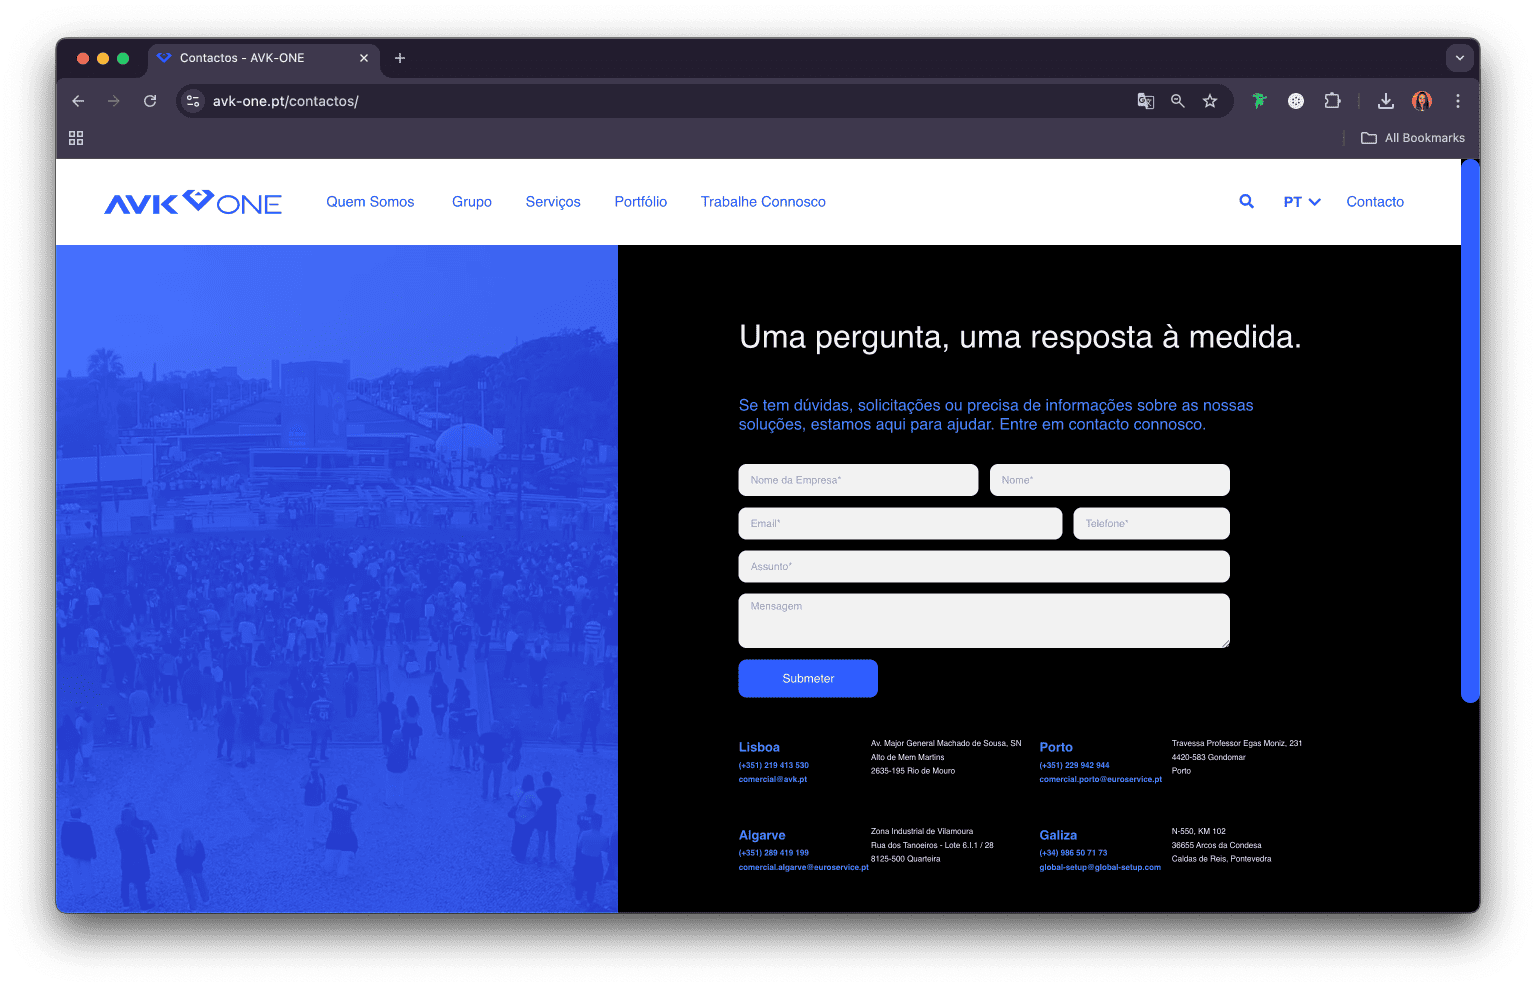 Contactos - AVK-ONE
avk-one.pt/contactos/
All Bookmarks
AVK ONE
Quem Somos
Grupo
Serviços
Portfólio
Trabalhe Connosco
PT
Contacto
Uma pergunta, uma resposta à medida.
Se tem dúvidas, solicitações ou precisa de informações sobre as nossas
soluções, estamos aqui para ajudar. Entre em contacto connosco.
Nome da Empresa*
Nome*
Email*
Telefone*
Assunto*
Mensagem
Submeter
Lisboa
(+351) 219 413 530
comercial@avk.pt
Av. Major General Machado de Sousa, SN
Alto de Mem Martins
2635-195 Rio de Mouro
Porto
(+351) 229 942 944
comercial.porto@euroservice.pt
Travessa Professor Egas Moniz, 231
4420-583 Gondomar
Porto
Algarve
(+351) 289 419 199
comercial.algarve@euroservice.pt
Zona Industrial de Vilamoura
Rua dos Tanoeiros - Lote 6.I.1 / 28
8125-500 Quarteira
Galiza
(+34) 986 50 71 73
global-setup@global-setup.com
N-550, KM 102
36655 Arcos da Condesa
Caldas de Reis, Pontevedra